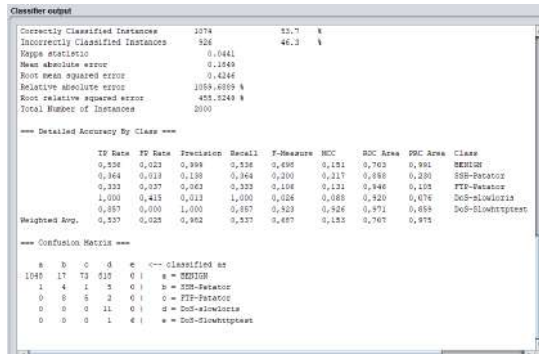 Classifier output
Correctly Classified Instances 1074 53.7 %
Incorrectly Classified Instances 926 46.3 %
Kappa statistic 0.0441
Mean absolute error 0.1849
Root mean squared error 0.4246
Relative absolute error 1059.6889 %
Root relative squared error 455.5248 %
Total Number of Instances 2000
=== Detailed Accuracy By Class ===
TP Rate FP Rate Precision Recall F-Measure MCC ROC Area PRC Area Class
0,538 0,023 0,999 0,538 0,698 0,151 0,763 0,991 BENIGN
0,364 0,013 0,138 0,364 0,200 0,217 0,858 0,230 SSH-Patator
0,333 0,037 0,063 0,333 0,106 0,131 0,946 0,105 FTP-Patator
1,000 0,415 0,013 1,000 0,026 0,088 0,920 0,076 DoS-slowloris
0,857 0,000 1,000 0,857 0,923 0,926 0,971 0,859 DoS-Slowhttptest
Weighted Avg. 0,537 0,025 0,982 0,537 0,687 0,153 0,767 0,975
=== Confusion Matrix ===
a b c d e <-- classified as
1048 17 73 810 0 | a = BENIGN
1 4 1 5 0 | b = SSH-Patator
0 8 5 2 0 | c = FTP-Patator
0 0 0 11 0 | d = DoS-slowloris
0 0 0 1 6 | e = DoS-Slowhttptest